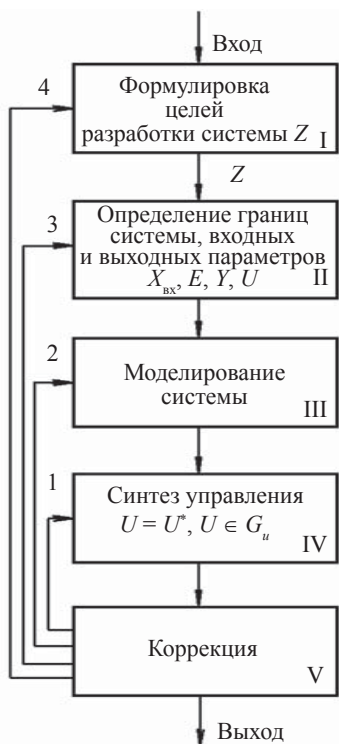 Вход
4
Формулировка
целей
разработки системы Z
I
Z
3
Определение границ
системы, входных
и выходных параметров
X_вх, E, Y, U
II
2
Моделирование
системы
III
1
Синтез управления
U = U*, U ∈ G_u
IV
Коррекция
V
Выход